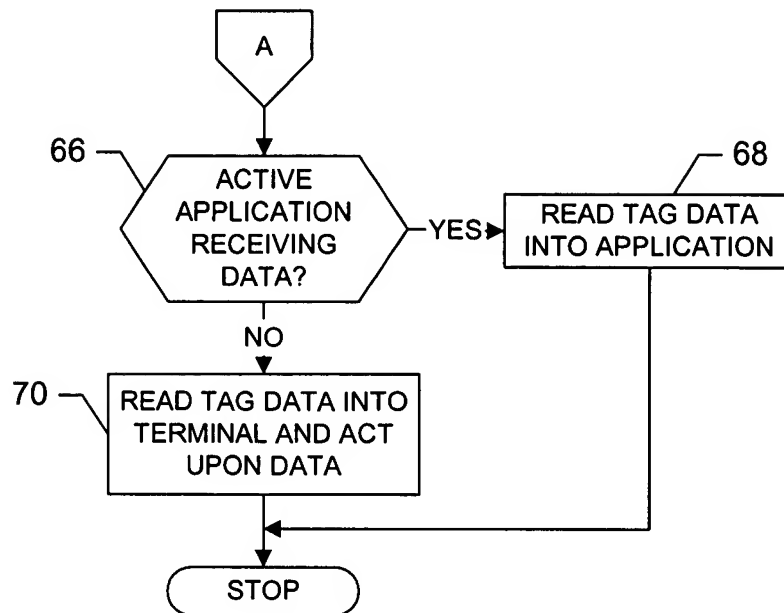 A
66
ACTIVE
APPLICATION
RECEIVING
DATA?
YES
68
READ TAG DATA
INTO APPLICATION
NO
70
READ TAG DATA INTO
TERMINAL AND ACT
UPON DATA
STOP